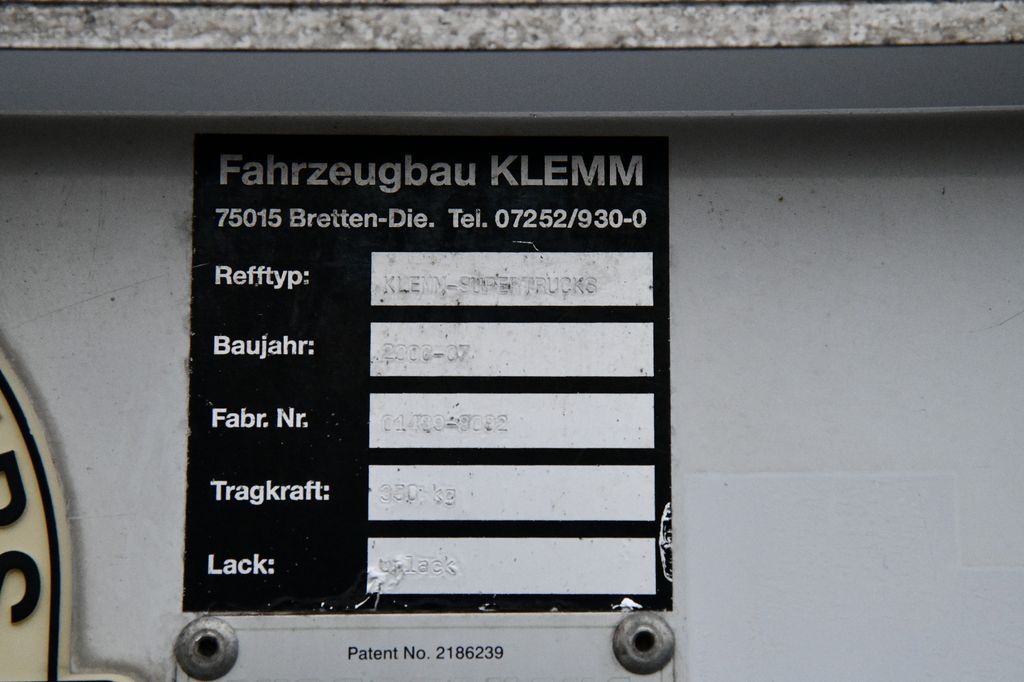 Fahrzeugbau KLEMM
75015 Bretten-Die. Tel. 07252/930-0
Refftyp: KLEMM-SUPERTRUCKS
Baujahr:
Fabr. Nr.
Tragkraft: kg
Lack:
Patent No. 2186239